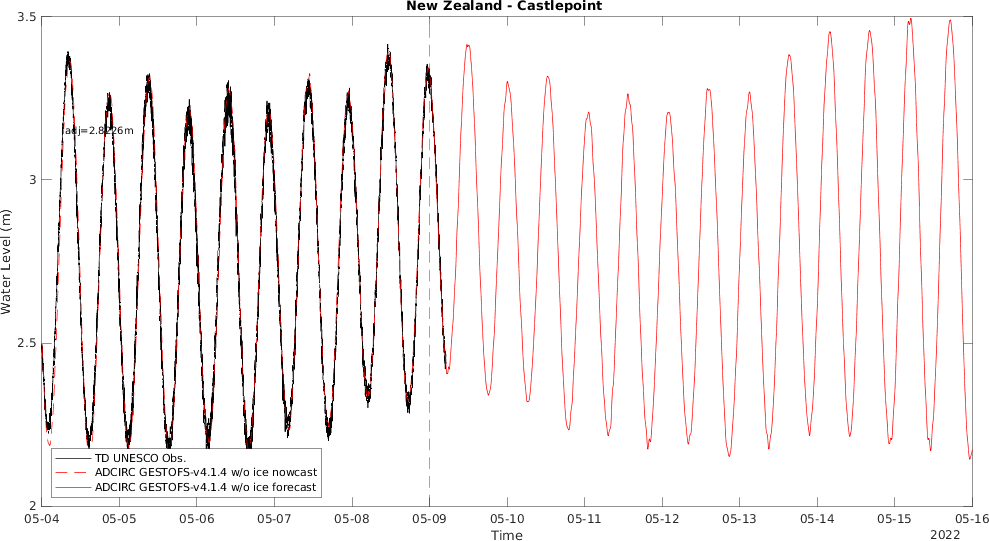 New Zealand - Castlepoint
3.5
3
2.5
2
Water Level (m)
adj=2.8226m
TD UNESCO Obs.
ADCIRC GESTOFS-v4.1.4 w/o ice nowcast
ADCIRC GESTOFS-v4.1.4 w/o ice forecast
05-04 05-05 05-06 05-07 05-08 05-09 05-10 05-11 05-12 05-13 05-14 05-15 05-16
Time
2022